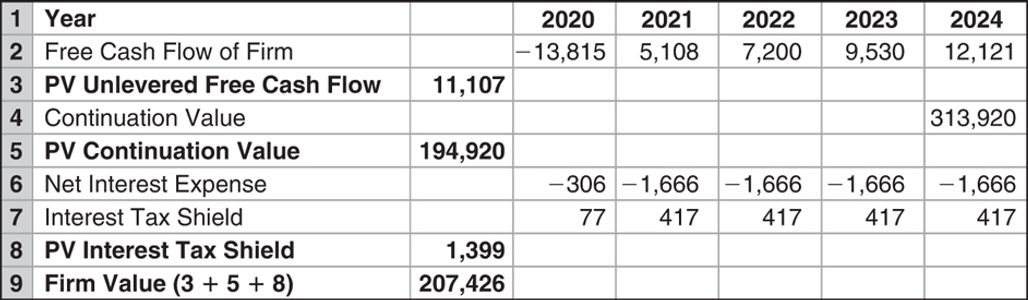 1 Year 2020 2021 2022 2023 2024
2 Free Cash Flow of Firm −13,815 5,108 7,200 9,530 12,121
3 PV Unlevered Free Cash Flow 11,107
4 Continuation Value 313,920
5 PV Continuation Value 194,920
6 Net Interest Expense −306 −1,666 −1,666 −1,666 −1,666
7 Interest Tax Shield 77 417 417 417 417
8 PV Interest Tax Shield 1,399
9 Firm Value (3 + 5 + 8) 207,426